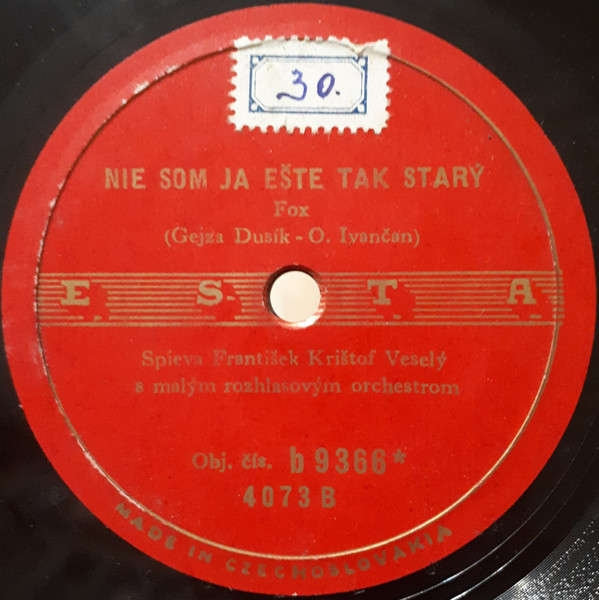 30.
NIE SOM JA EŠTE TAK STARÝ
Fox
(Gejza Dusík - O. Ivančan)
E S T A
Spieva František Krištof Veselý
s malým rozhlasovým orchestrom
Obj. čís. b 9366*
4073 B
MADE IN CZECHOSLOVAKIA